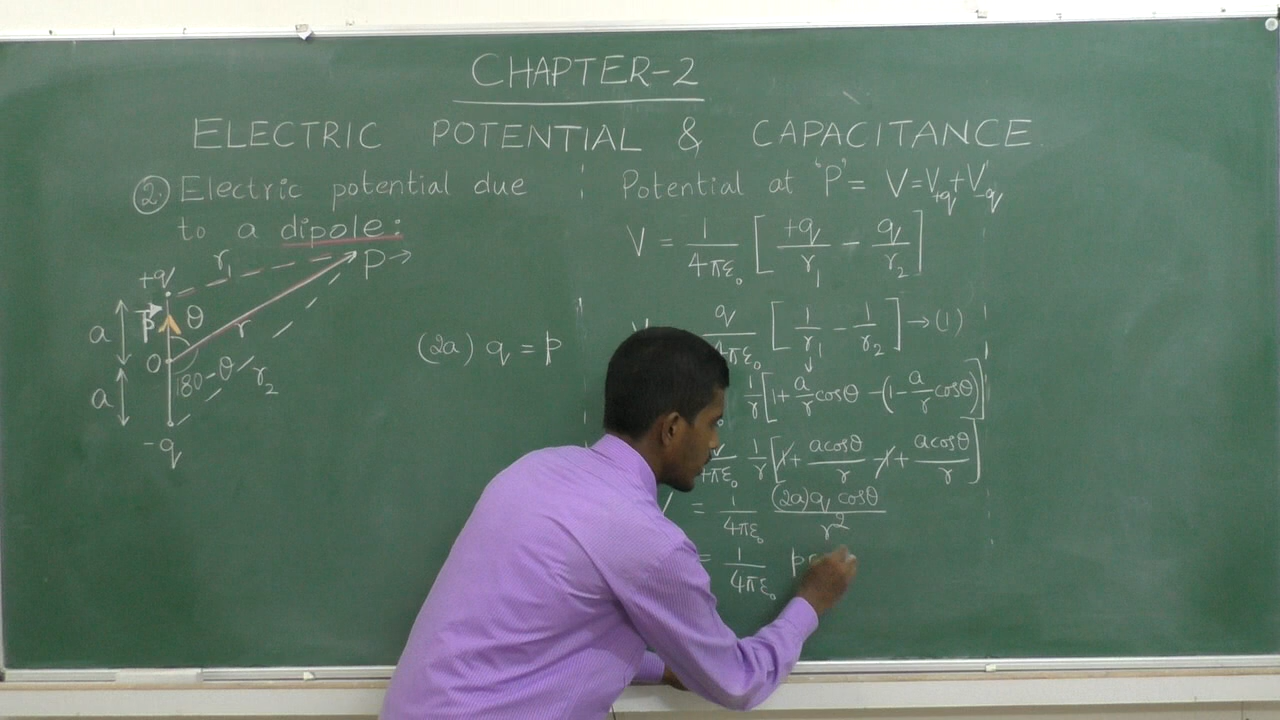 CHAPTER-2
ELECTRIC POTENTIAL & CAPACITANCE
2. Electric potential due
to a dipole:
+q
r₁
P→
p⃗
θ
a
r
O
180-θ
r₂
a
-q
(2a) q = p
Potential at 'P' = V = V₊q + V₋q
V = 1/4πε₀ [+q/r₁ - q/r₂]
q/4πε₀ [1/r₁ - 1/r₂] → (1)
1/r [1 + a/r cosθ - (1 - a/r cosθ)]
πε₀ 1/r [1 + acosθ/r - 1 + acosθ/r]
= 1/4πε₀ (2a)q cosθ/r²
= 1/4πε₀ p